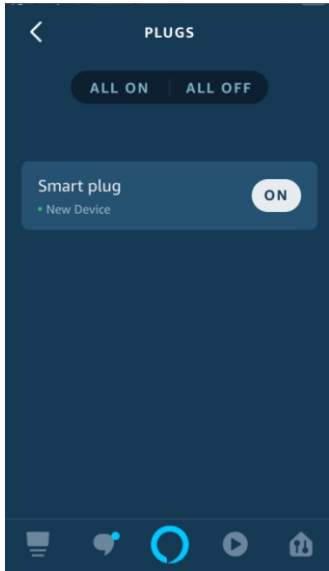 PLUGS
ALL ON ALL OFF
Smart plug
ON
• New Device